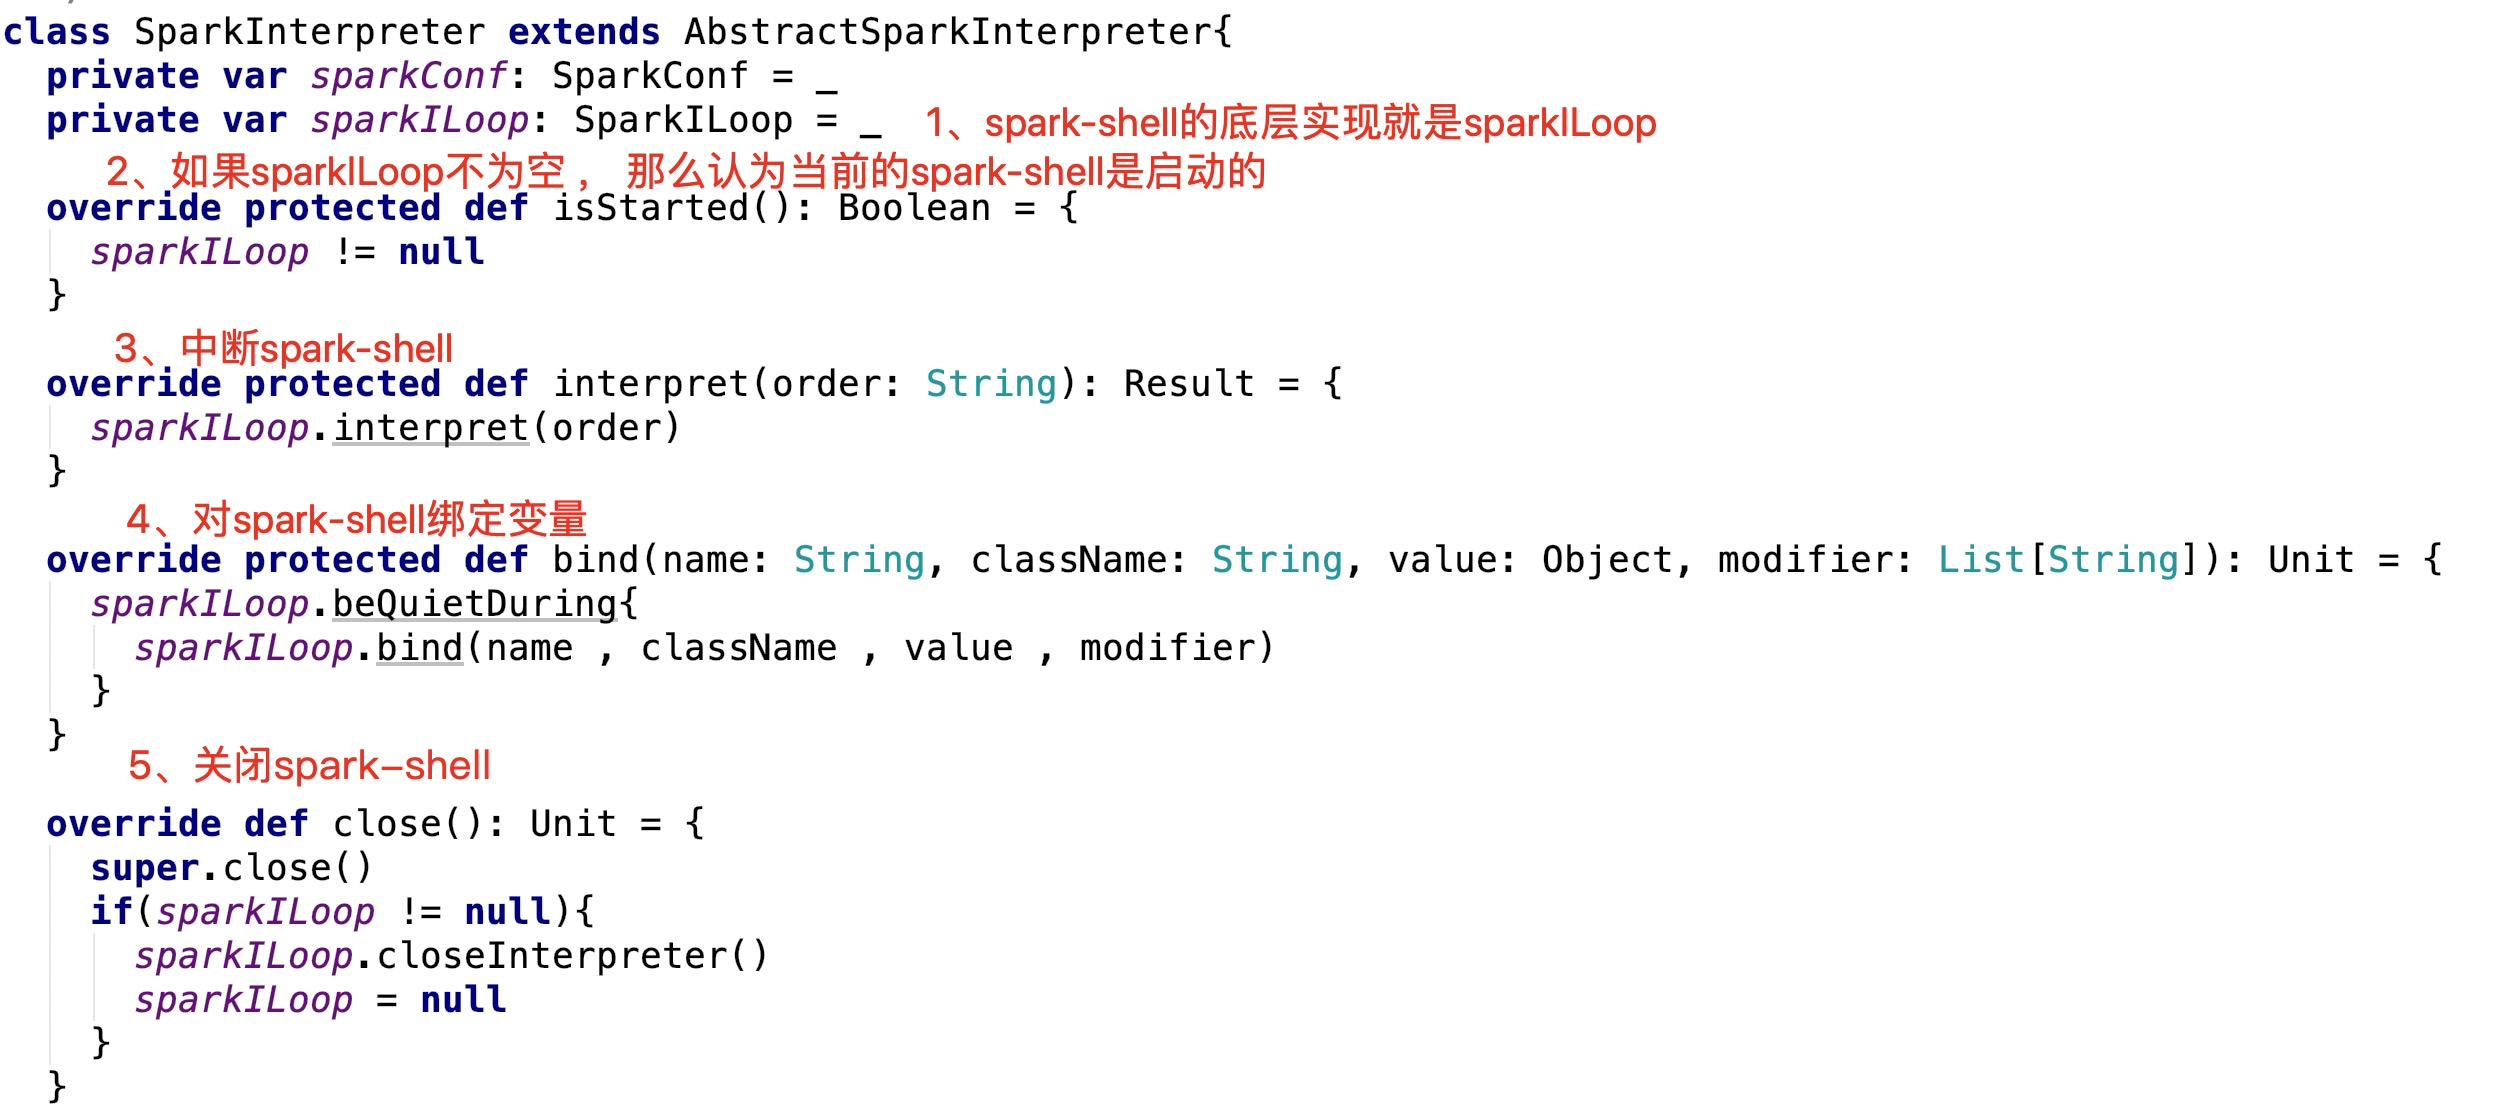 class SparkInterpreter extends AbstractSparkInterpreter{
private var sparkConf: SparkConf = _
private var sparkILoop: SparkILoop = _ 1、spark-shell的底层实现就是sparkILoop
2、如果sparkILoop不为空， 那么认为当前的spark-shell是启动的
override protected def isStarted(): Boolean = {
sparkILoop != null
}
3、中断spark-shell
override protected def interpret(order: String): Result = {
sparkILoop.interpret(order)
}
4、对spark-shell绑定变量
override protected def bind(name: String, className: String, value: Object, modifier: List[String]): Unit = {
sparkILoop.beQuietDuring{
sparkILoop.bind(name , className , value , modifier)
}
}
5、关闭spark—shell
override def close(): Unit = {
super.close()
if(sparkILoop != null){
sparkILoop.closeInterpreter()
sparkILoop = null
}
}